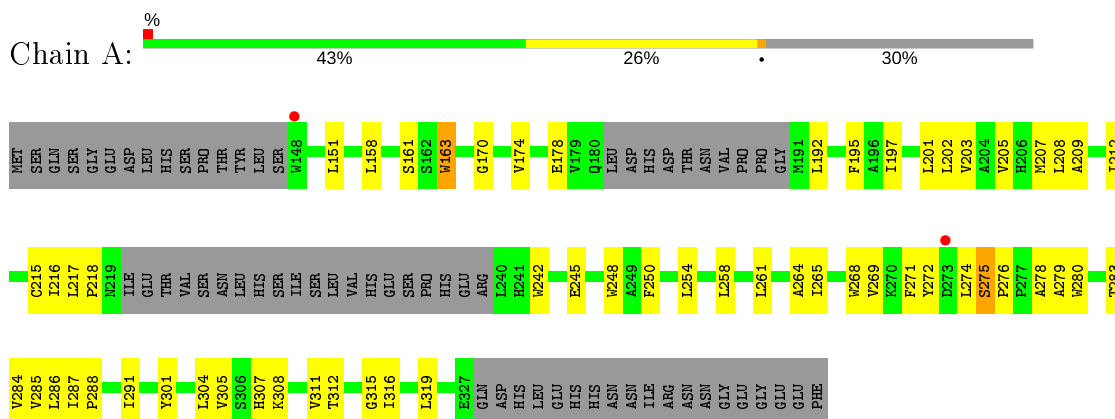 %
Chain A:
43% 26% • 30%
MET SER GLN SER GLY GLU ASP LEU HIS SER PRO THR TYR LEU SER W148 L151 L158 S161 S162 W163 G170 V174 E178 V179 Q180 LEU ASP HIS ASP THR ASN VAL PRO PRO GLY M191 L192 F195 A196 I197 L201 L202 V203 A204 V205 H206 M207 L208 A209
C215 I216 L217 P218 N219 ILE GLU THR VAL SER ASN LEU HIS SER ILE SER LEU VAL HIS GLU SER PRO HIS GLU ARG L240 H241 W242 E245 W248 A249 F250 L254 L258 L261 A264 I265 W268 V269 K270 F271 Y272 D273 L274 S275 P276 P277 A278 A279 W280 T283
V284 V285 L286 I287 P288 I291 Y301 L304 V305 S306 H307 K308 V311 T312 G315 I316 L319 E327 GLN ASP HIS LEU GLU HIS HIS ASN ASN ILE ARG ASN ASN GLY GLU GLY GLY GLU GLU PHE